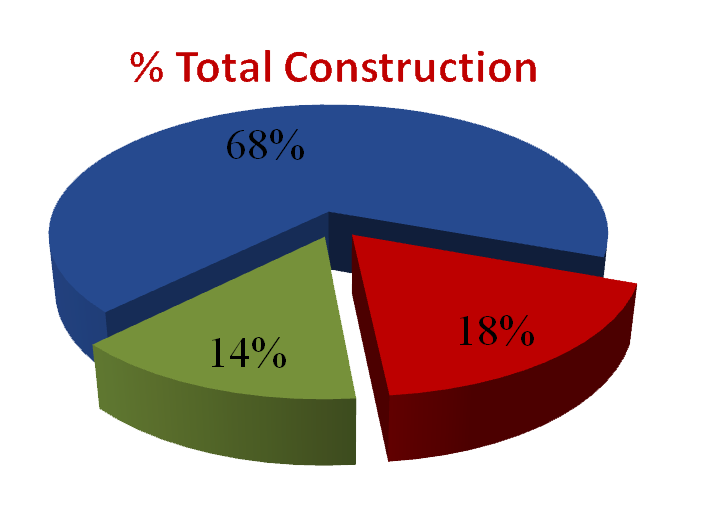 % Total Construction
68%
18%
14%